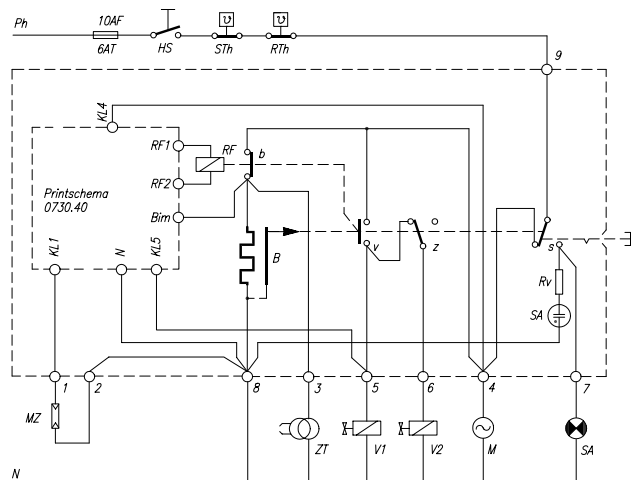 Ph
10AF
6AT
HS
STh
RTh
9
KL4
RF1
RF
b
Printschema
0730.40
RF2
Bim
KL1
N
KL5
B
v
z
s
Rv
SA
1
2
8
3
5
6
4
7
MZ
ZT
V1
V2
M
SA
N